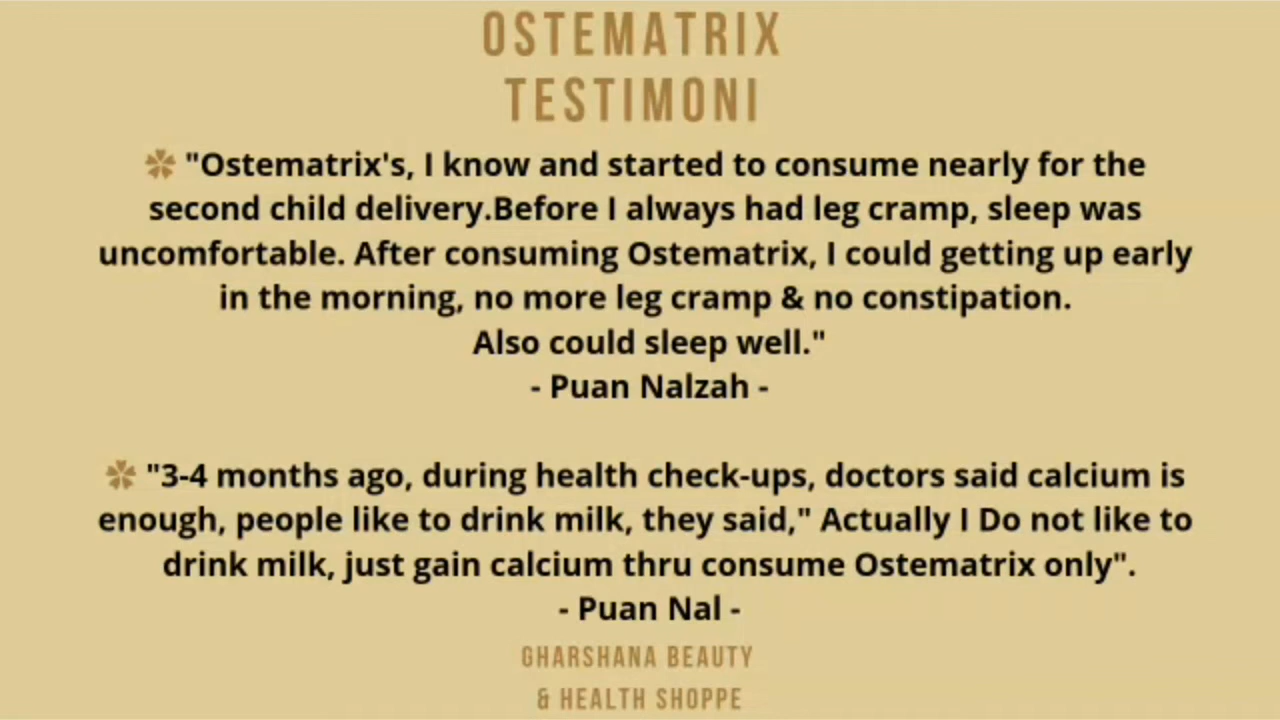 OSTEMATRIX
TESTIMONI
"Ostematrix's, I know and started to consume nearly for the
second child delivery.Before I always had leg cramp, sleep was
uncomfortable. After consuming Ostematrix, I could getting up early
in the morning, no more leg cramp & no constipation.
Also could sleep well."
- Puan Nalzah -
"3-4 months ago, during health check-ups, doctors said calcium is
enough, people like to drink milk, they said," Actually I Do not like to
drink milk, just gain calcium thru consume Ostematrix only".
- Puan Nal -
GHARSHANA BEAUTY
& HEALTH SHOPPE